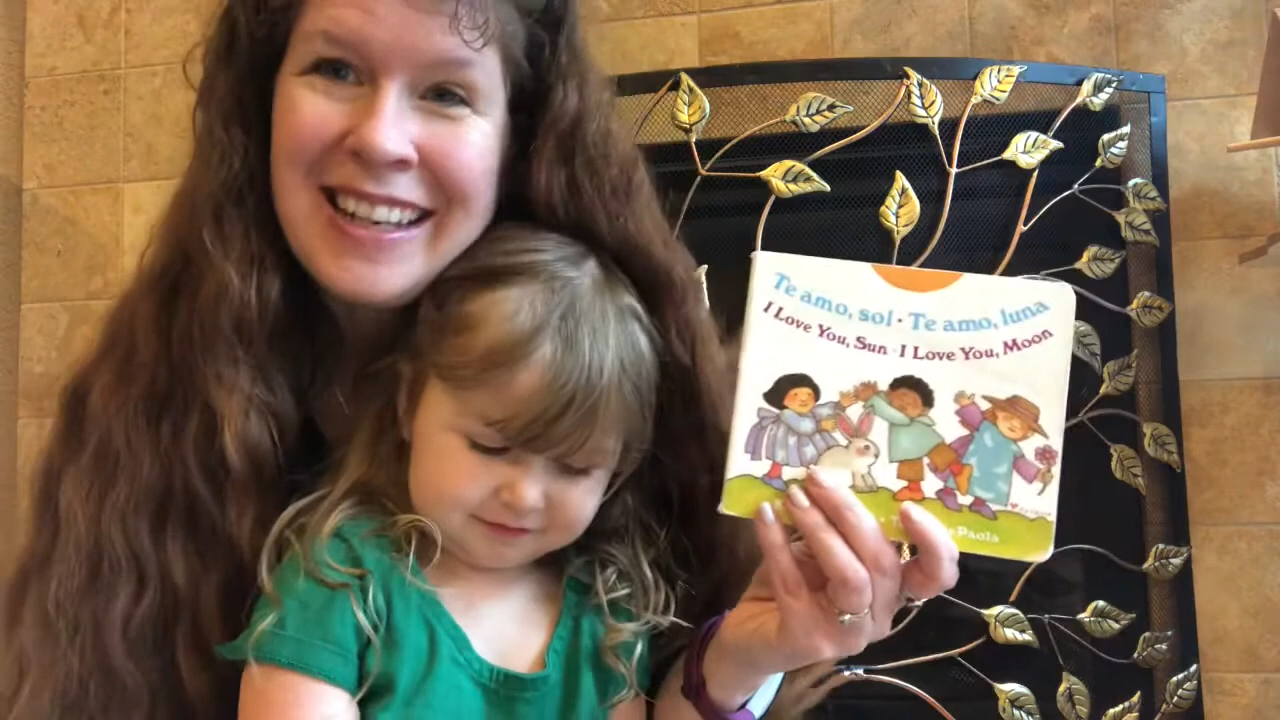 Te amo, sol · Te amo, luna
I Love You, Sun · I Love You, Moon
Paola